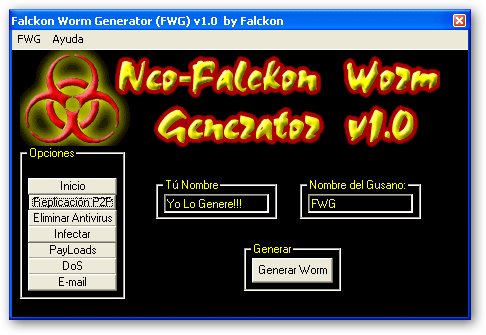 Falckon Worm Generator (FWG) v1.0 by Falckon
FWG Ayuda
Neo-Falckon Worm
Generator v1.0
Opciones
Inicio
Replicación P2P
Eliminar Antivirus
Infectar
PayLoads
DoS
E-mail
Tú Nombre
Yo Lo Genere!!!
Nombre del Gusano:
FWG
Generar
Generar Worm